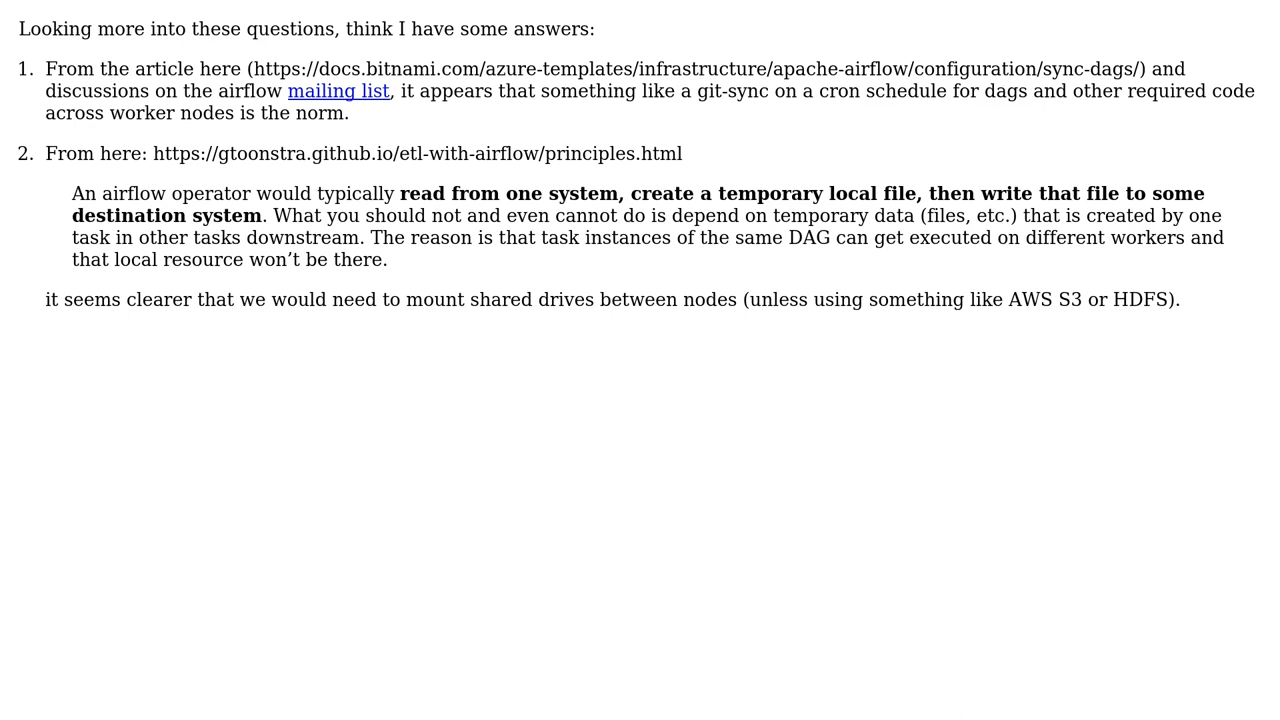 Looking more into these questions, think I have some answers:
1. From the article here (https://docs.bitnami.com/azure-templates/infrastructure/apache-airflow/configuration/sync-dags/) and
discussions on the airflow mailing list, it appears that something like a git-sync on a cron schedule for dags and other required code
across worker nodes is the norm.
2. From here: https://gtoonstra.github.io/etl-with-airflow/principles.html
An airflow operator would typically read from one system, create a temporary local file, then write that file to some
destination system. What you should not and even cannot do is depend on temporary data (files, etc.) that is created by one
task in other tasks downstream. The reason is that task instances of the same DAG can get executed on different workers and
that local resource won’t be there.
it seems clearer that we would need to mount shared drives between nodes (unless using something like AWS S3 or HDFS).